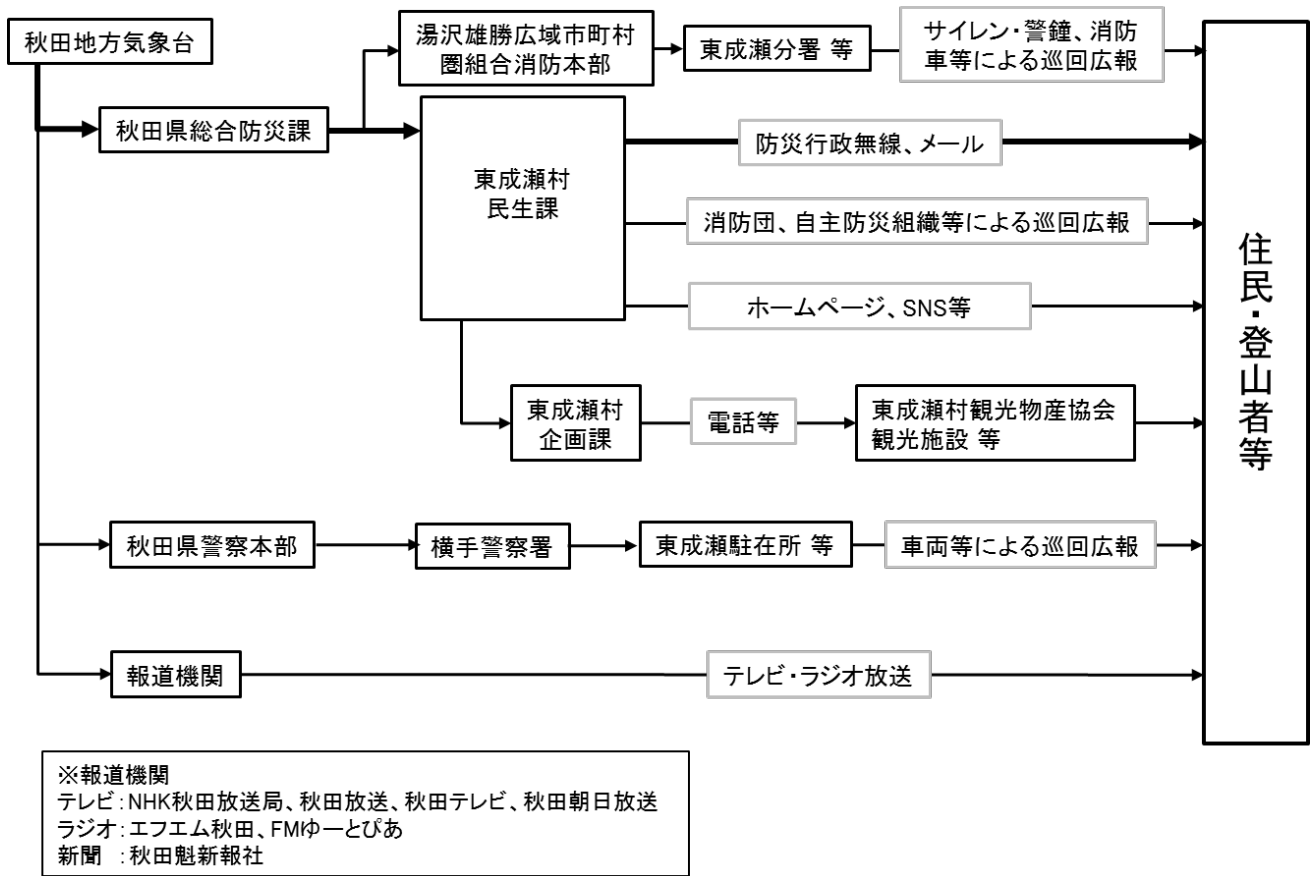 秋田地方気象台
湯沢雄勝広域市町村
圏組合消防本部
東成瀬分署 等
サイレン・警鐘、消防
車等による巡回広報
秋田県総合防災課
東成瀬村
民生課
防災行政無線、メール
消防団、自主防災組織等による巡回広報
ホームページ、SNS等
東成瀬村
企画課
電話等
東成瀬村観光物産協会
観光施設 等
秋田県警察本部
横手警察署
東成瀬駐在所 等
車両等による巡回広報
報道機関
テレビ・ラジオ放送
住民・登山者等
※報道機関
テレビ：NHK秋田放送局、秋田放送、秋田テレビ、秋田朝日放送
ラジオ：エフエム秋田、FMゆーとぴあ
新聞　：秋田魁新報社